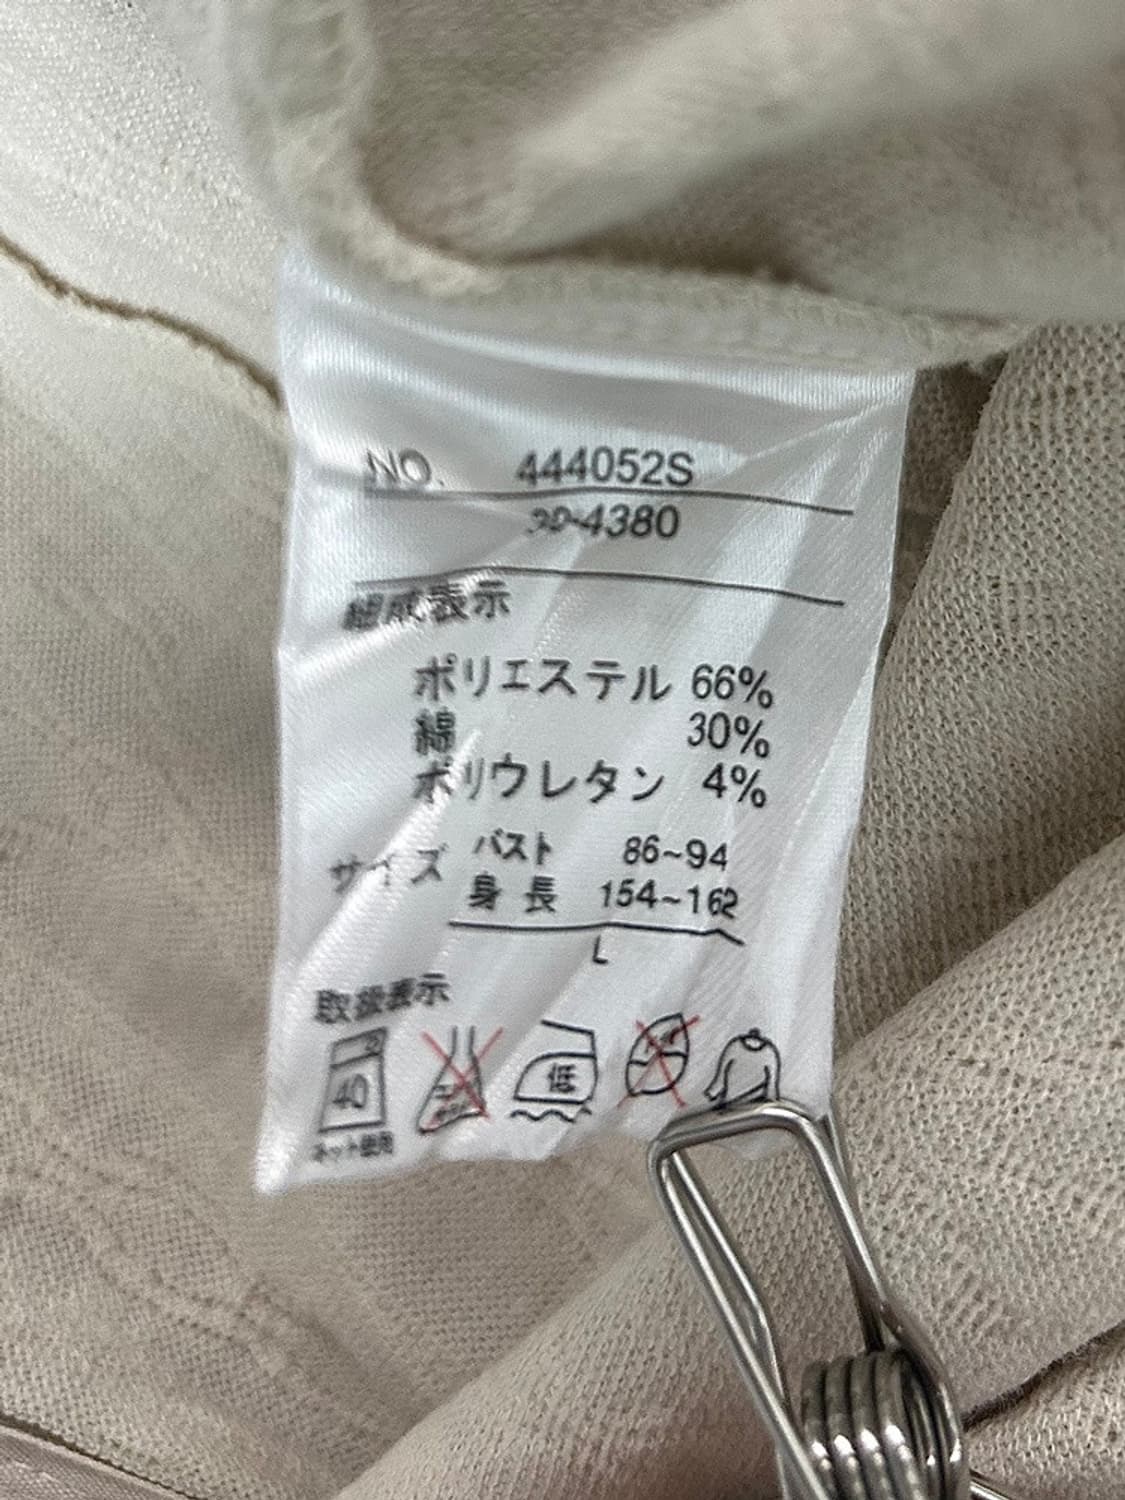 NO. 444052S
-4380
組成表示
ポリエステル 66%
綿 30%
ポリウレタン 4%
サイズ
バスト 86~94
身長 154~162
L
取扱表示
40
低
ネット使用